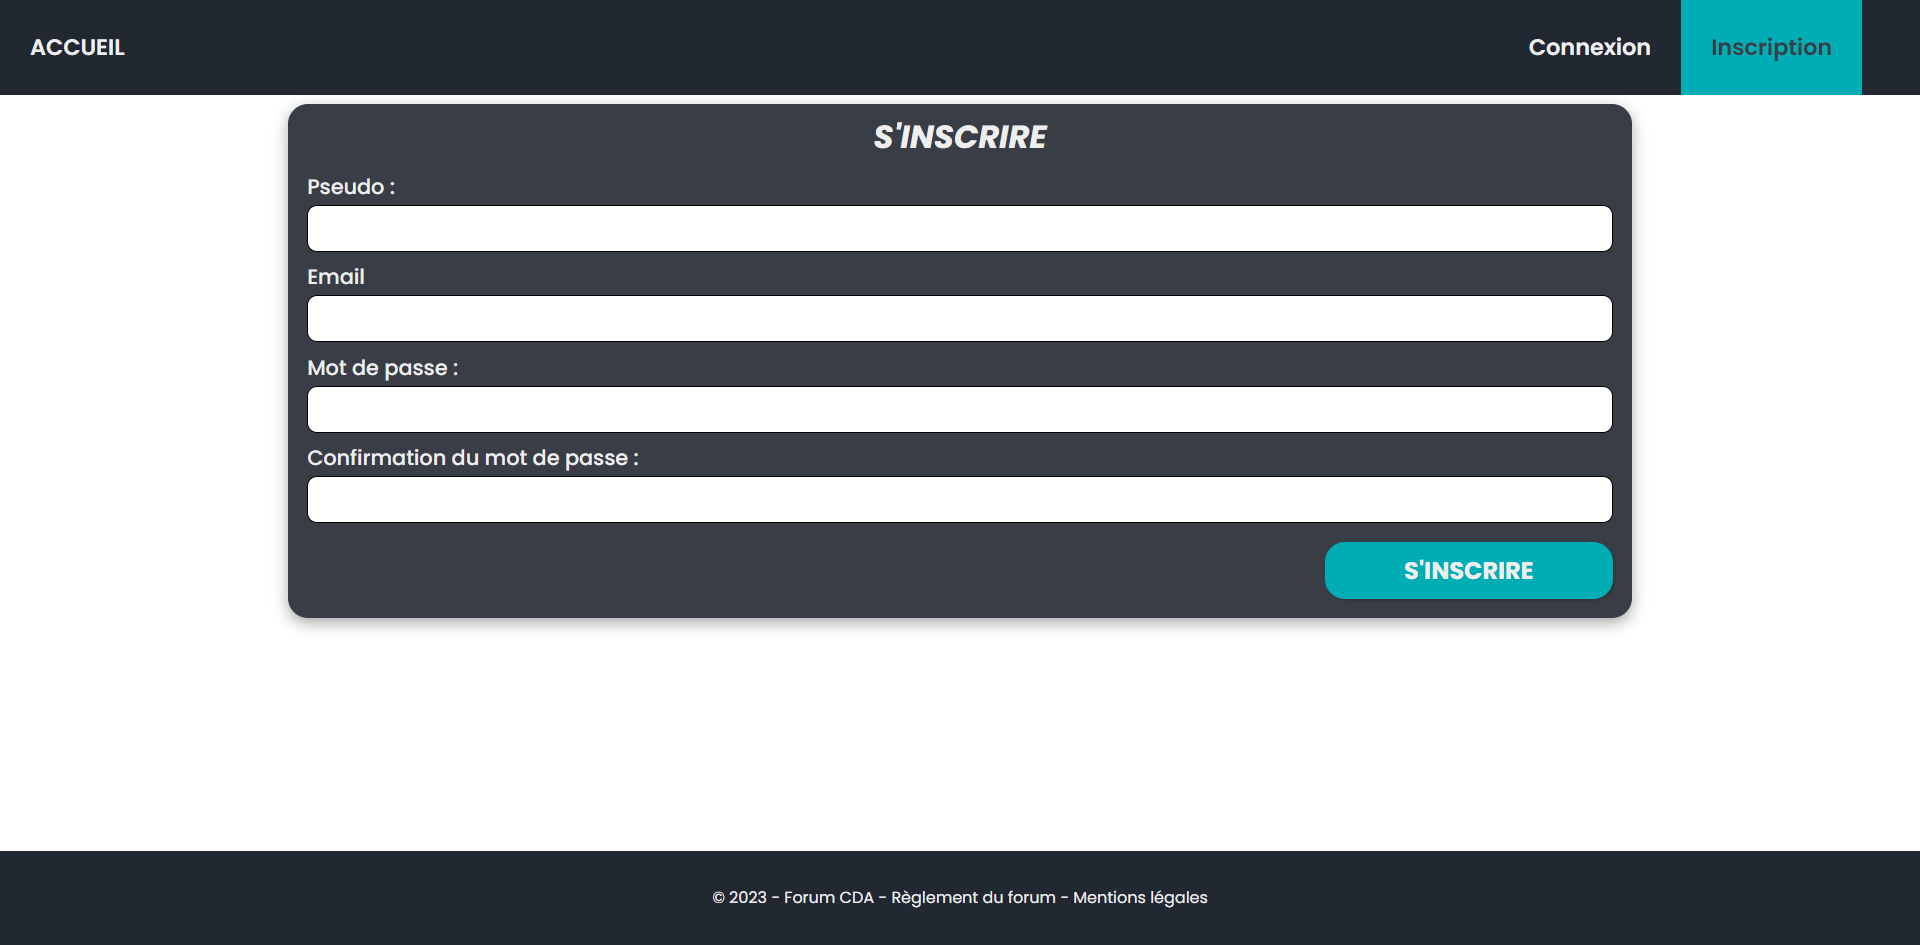 ACCUEIL
Connexion
Inscription
S'INSCRIRE
Pseudo :
Email
Mot de passe :
Confirmation du mot de passe :
S'INSCRIRE
© 2023 - Forum CDA - Règlement du forum - Mentions légales